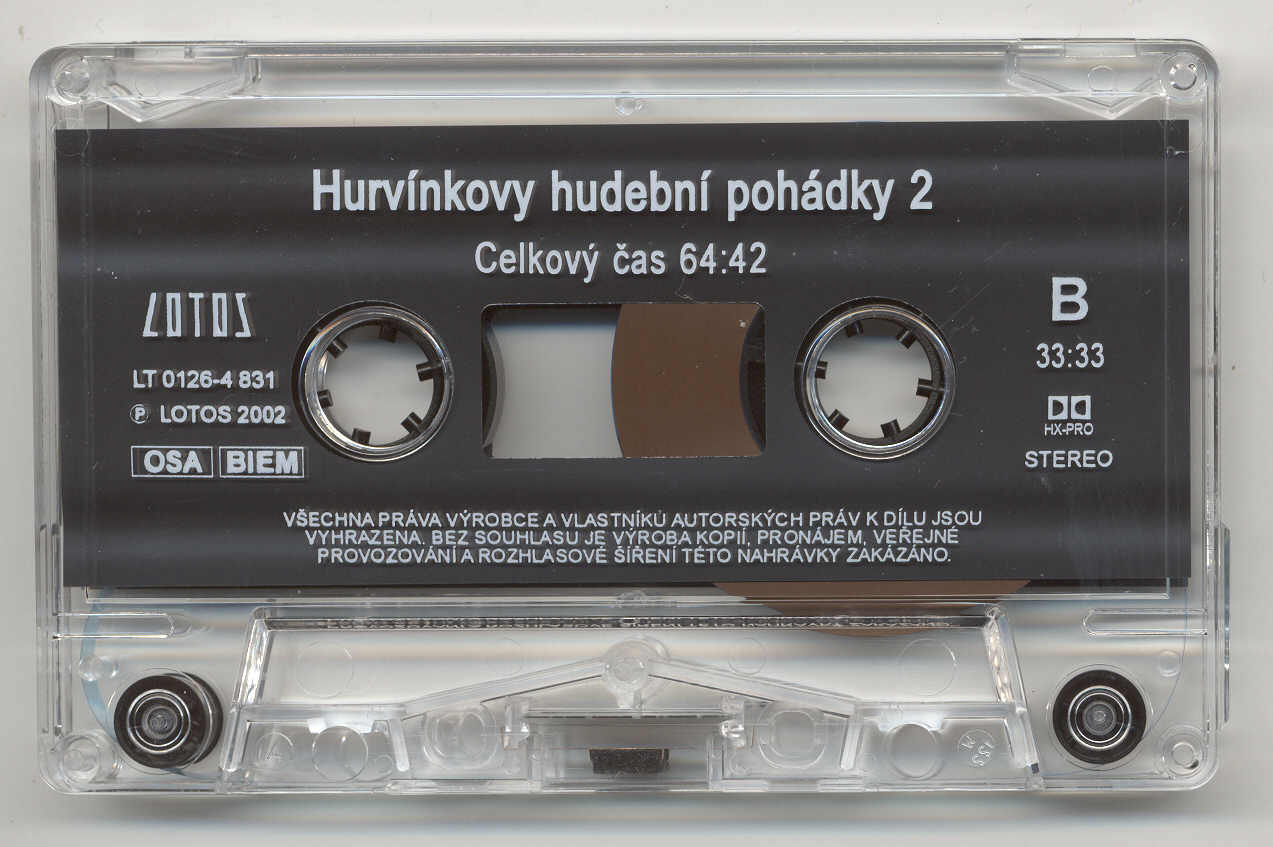 Hurvínkovy hudební pohádky 2
Celkový čas 64:42
LOTOS
B
LT 0126-4 831
33:33
Ⓟ LOTOS 2002
HX-PRO
OSA BIEM
STEREO
VŠECHNA PRÁVA VÝROBCE A VLASTNÍKŮ AUTORSKÝCH PRÁV K DÍLU JSOU
VYHRAZENA. BEZ SOUHLASU JE VÝROBA KOPIÍ, PRONÁJEM, VEŘEJNÉ
PROVOZOVÁNÍ A ROZHLASOVÉ ŠÍŘENÍ TÉTO NAHRÁVKY ZAKÁZÁNO.